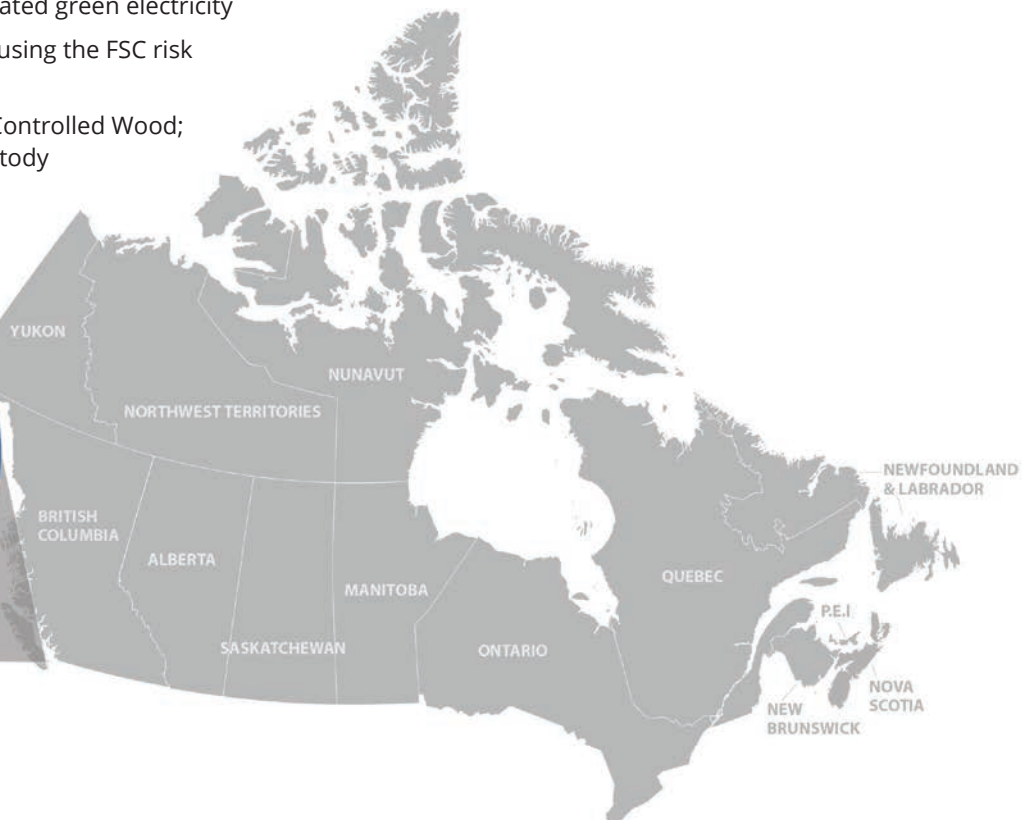 ated green electricity
using the FSC risk
Controlled Wood;
tody
YUKON
NUNAVUT
NORTHWEST TERRITORIES
NEWFOUNDLAND
& LABRADOR
BRITISH
COLUMBIA
ALBERTA
MANITOBA
QUEBEC
P.E.I
SASKATCHEWAN
ONTARIO
NOVA
SCOTIA
NEW
BRUNSWICK